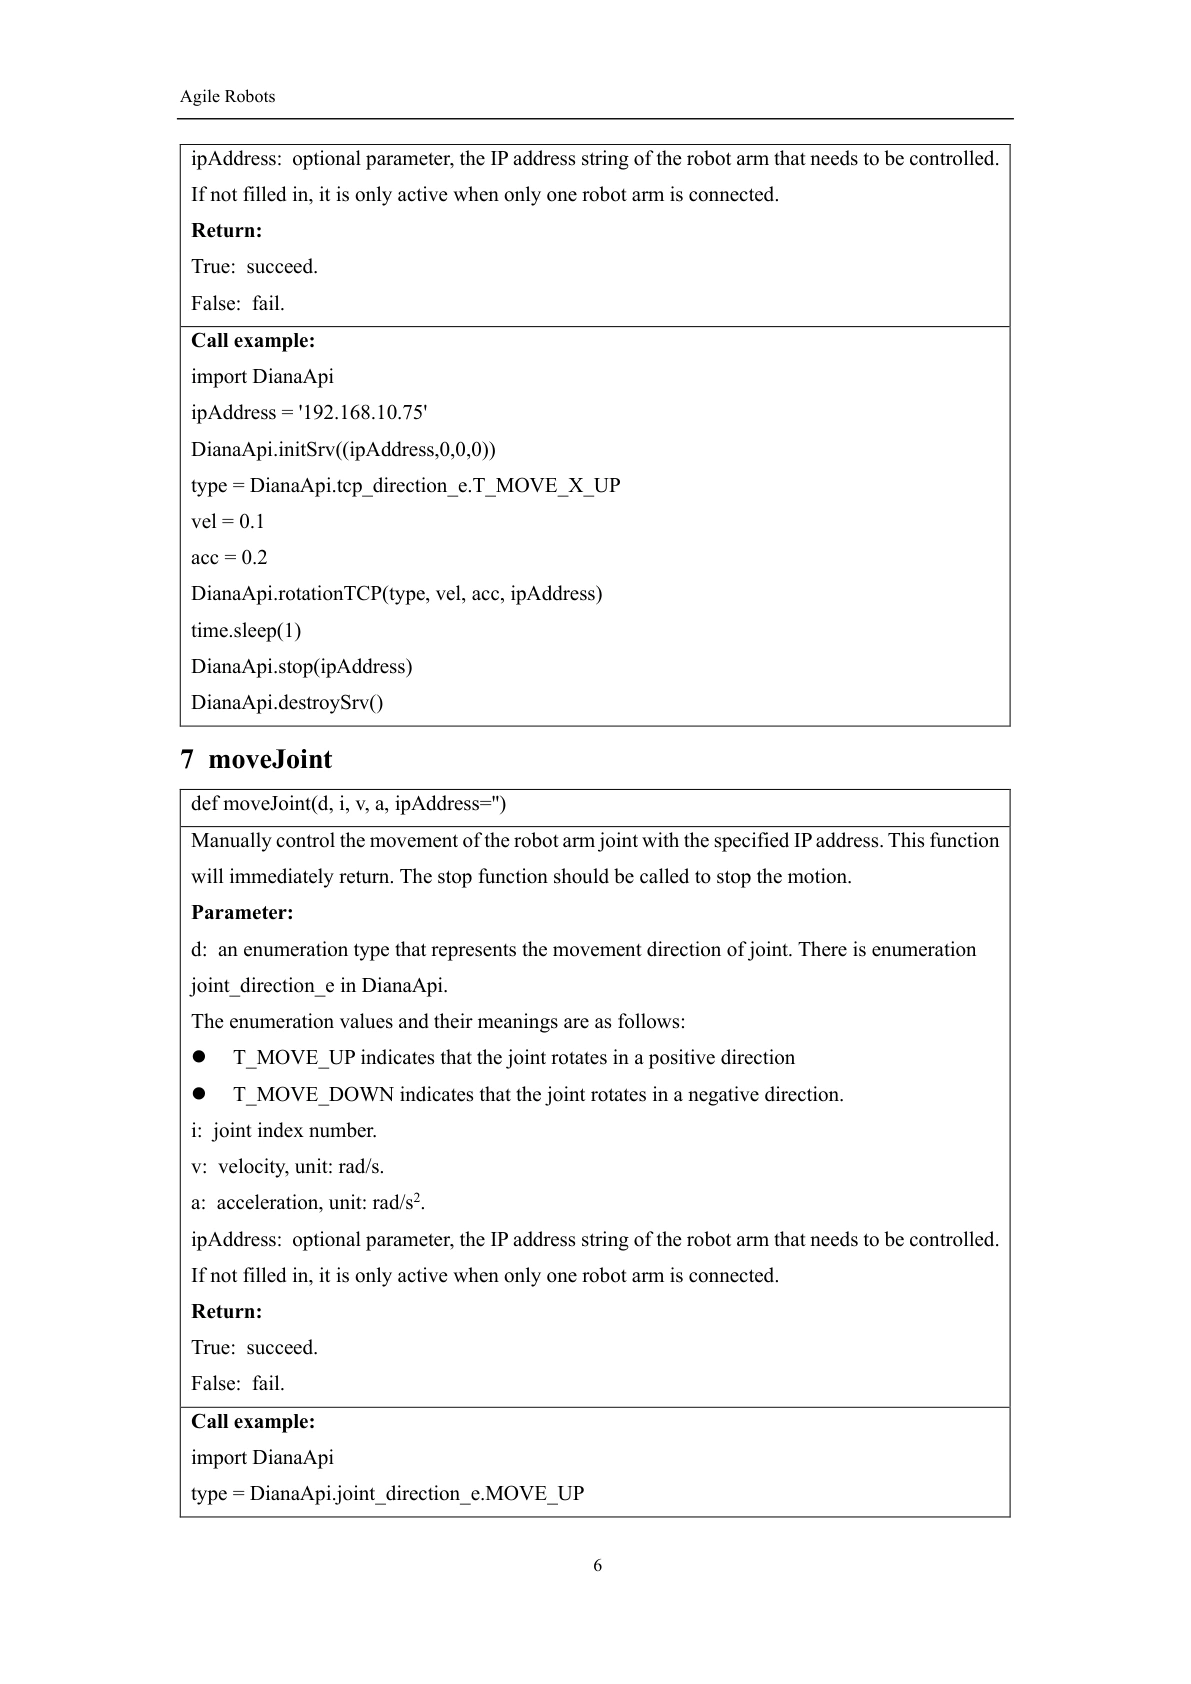 Agile Robots
ipAddress: optional parameter, the IP address string of the robot arm that needs to be controlled.
If not filled in, it is only active when only one robot arm is connected.
Return:
True: succeed.
False: fail.
Call example:
import DianaApi
ipAddress = '192.168.10.75'
DianaApi.initSrv((ipAddress,0,0,0))
type = DianaApi.tcp_direction_e.T_MOVE_X_UP
vel = 0.1
acc = 0.2
DianaApi.rotationTCP(type, vel, acc, ipAddress)
time.sleep(1)
DianaApi.stop(ipAddress)
DianaApi.destroySrv()
7 moveJoint
def moveJoint(d, i, v, a, ipAddress='')
Manually control the movement of the robot arm joint with the specified IP address. This function
will immediately return. The stop function should be called to stop the motion.
Parameter:
d: an enumeration type that represents the movement direction of joint. There is enumeration
joint_direction_e in DianaApi.
The enumeration values and their meanings are as follows:
● T_MOVE_UP indicates that the joint rotates in a positive direction
● T_MOVE_DOWN indicates that the joint rotates in a negative direction.
i: joint index number.
v: velocity, unit: rad/s.
a: acceleration, unit: rad/s².
ipAddress: optional parameter, the IP address string of the robot arm that needs to be controlled.
If not filled in, it is only active when only one robot arm is connected.
Return:
True: succeed.
False: fail.
Call example:
import DianaApi
type = DianaApi.joint_direction_e.MOVE_UP
6